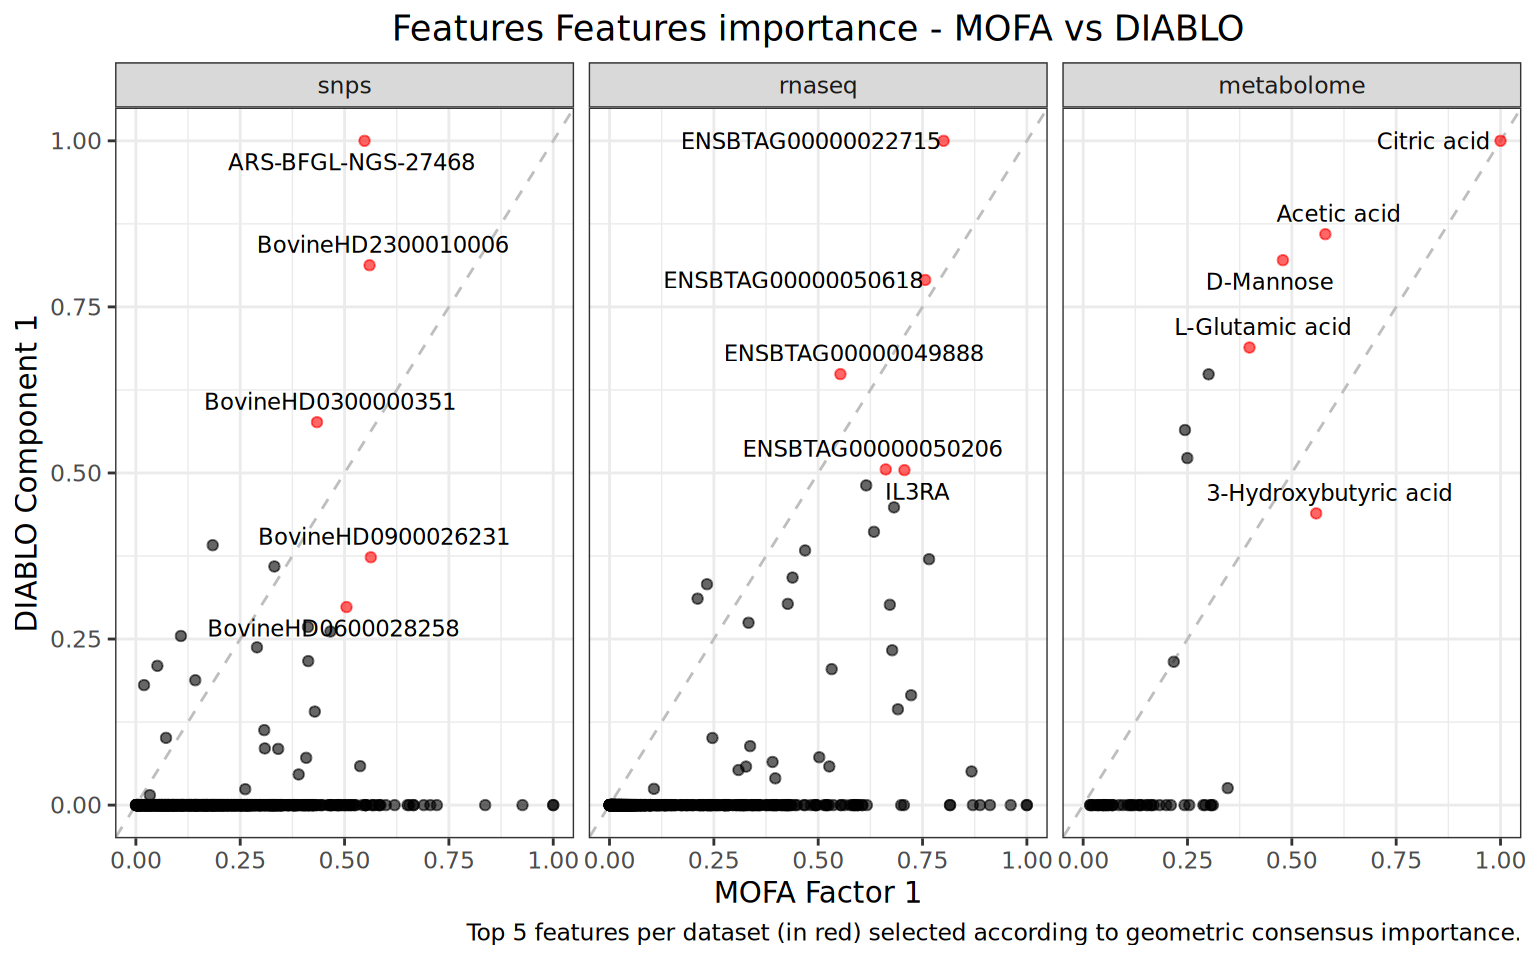 Features Features importance - MOFA vs DIABLO
snps
rnaseq
metabolome
DIABLO Component 1
1.00
0.75
0.50
0.25
0.00
ARS-BFGL-NGS-27468
BovineHD2300010006
BovineHD0300000351
BovineHD0900026231
BovineHD0600028258
ENSBTAG00000022715
ENSBTAG00000050618
ENSBTAG00000049888
ENSBTAG00000050206
IL3RA
Citric acid
Acetic acid
D-Mannose
L-Glutamic acid
3-Hydroxybutyric acid
0.00 0.25 0.50 0.75 1.00
0.00 0.25 0.50 0.75 1.00
0.00 0.25 0.50 0.75 1.00
MOFA Factor 1
Top 5 features per dataset (in red) selected according to geometric consensus importance.